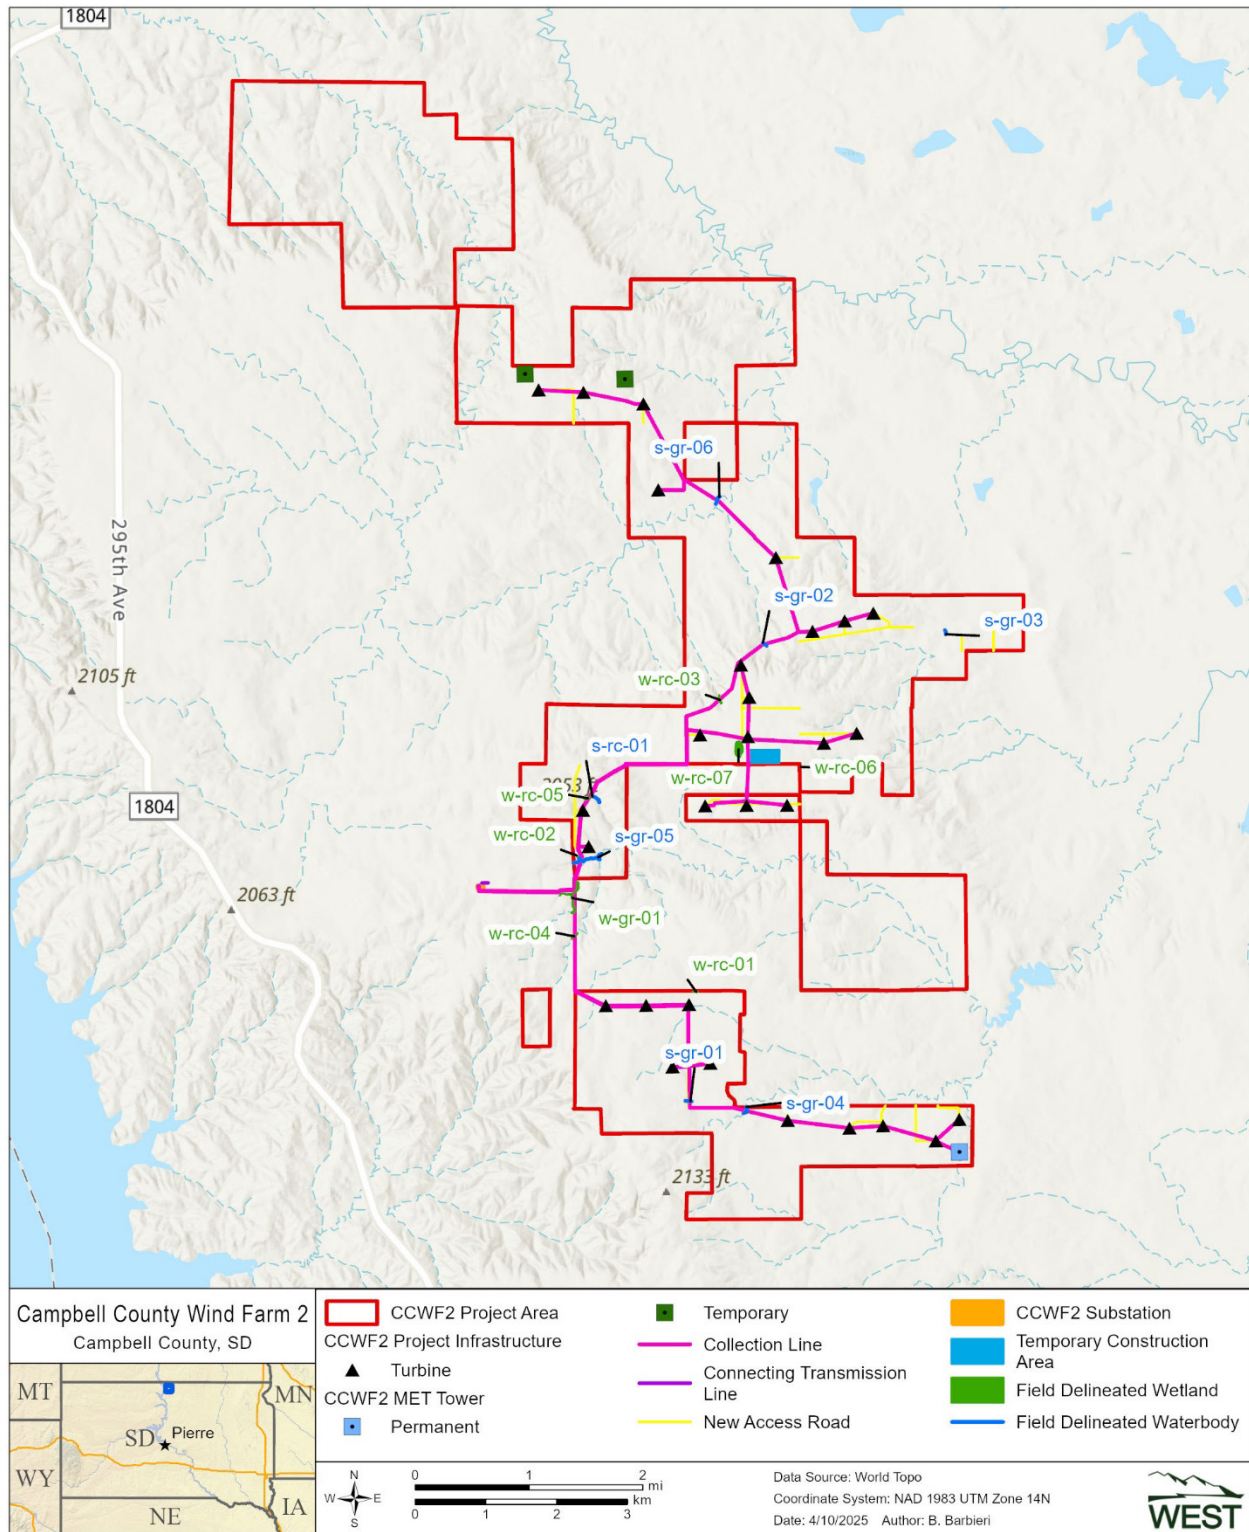 1804
s-gr-06
295th Ave
s-gr-02
s-gr-03
2105 ft
w-rc-03
s-rc-01
w-rc-07
w-rc-06
1804
w-rc-05
w-rc-02
s-gr-05
2063 ft
w-gr-01
w-rc-04
w-rc-01
s-gr-01
s-gr-04
2133 ft
Campbell County Wind Farm 2
Campbell County, SD
MT
MN
SD
Pierre
WY
NE
IA
CCWF2 Project Area
CCWF2 Project Infrastructure
Turbine
CCWF2 MET Tower
Permanent
Temporary
Collection Line
Connecting Transmission
Line
New Access Road
CCWF2 Substation
Temporary Construction
Area
Field Delineated Wetland
Field Delineated Waterbody
N
W E
S
0 1 2
mi
km
0 1 2 3
Data Source: World Topo
Coordinate System: NAD 1983 UTM Zone 14N
Date: 4/10/2025 Author: B. Barbieri
WEST